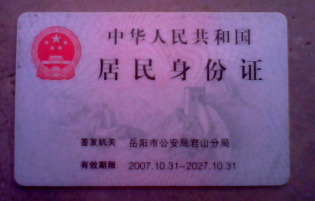 中华人民共和国
居民身份证
签发机关 岳阳市公安局君山分局
有效期限 2007.10.31-2027.10.31